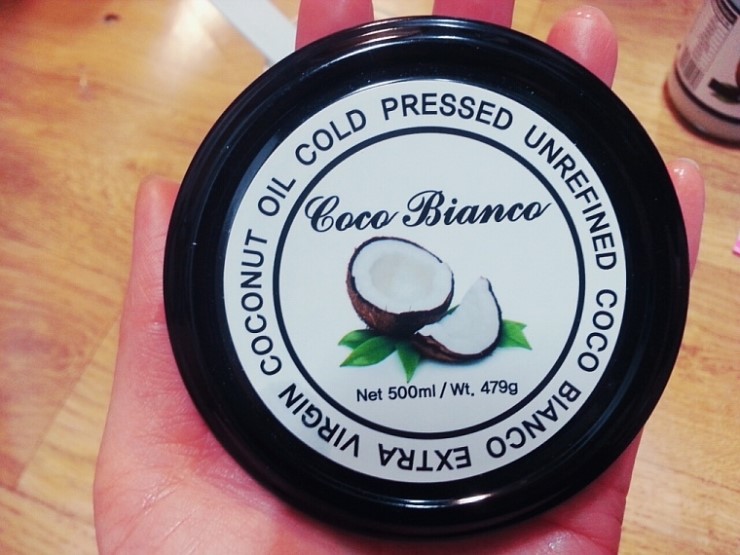 COCO BIANCO EXTRA VIRGIN COCONUT OIL COLD PRESSED UNREFINED
Coco Bianco
Net 500ml / Wt. 479g